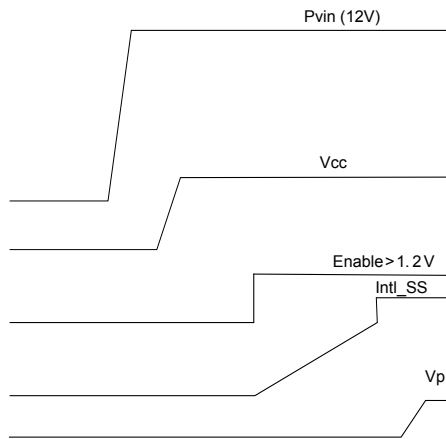 Pvin (12V)
Vcc
Enable>1.2V
Intl_SS
Vp